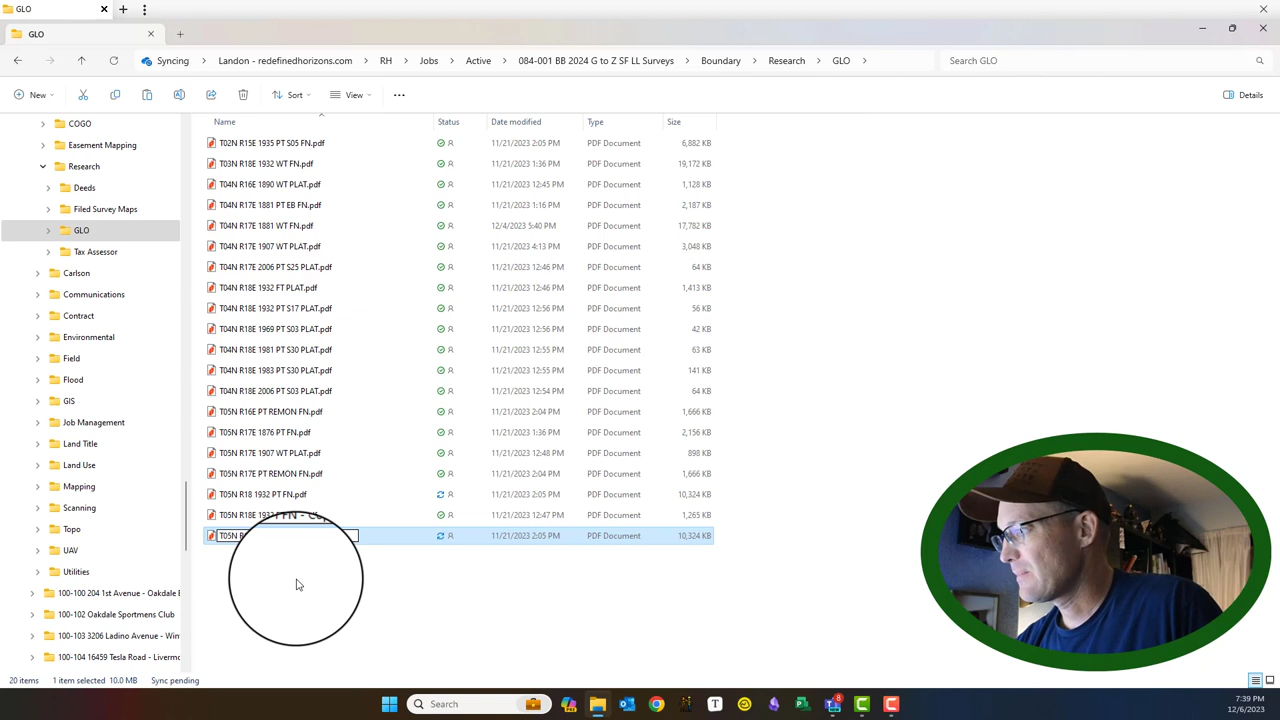 GLO
GLO
Syncing > Landon - redefinedhorizons.com > RH > Jobs > Active > 084-001 BB 2024 G to Z SF LL Surveys > Boundary > Research > GLO > Search GLO
New Sort View Details
COGO
Easement Mapping
Research
Deeds
Filed Survey Maps
GLO
Tax Assessor
Carlson
Communications
Contract
Environmental
Field
Flood
GIS
Job Management
Land Title
Land Use
Mapping
Scanning
Topo
UAV
Utilities
100-100 204 1st Avenue - Oakdale
100-102 Oakdale Sportmens Club
100-103 3206 Ladino Avenue - Win
100-104 16459 Tesla Road - Livermo
Name Status Date modified Type Size
T02N R15E 1935 PT S05 FN.pdf 11/21/2023 2:05 PM PDF Document 6,882 KB
T03N R18E 1932 WT FN.pdf 11/21/2023 1:36 PM PDF Document 19,172 KB
T04N R16E 1890 WT PLAT.pdf 11/21/2023 12:45 PM PDF Document 1,128 KB
T04N R17E 1881 PT EB FN.pdf 11/21/2023 1:16 PM PDF Document 2,187 KB
T04N R17E 1881 WT FN.pdf 12/4/2023 5:40 PM PDF Document 17,782 KB
T04N R17E 1907 WT PLAT.pdf 11/21/2023 4:13 PM PDF Document 3,048 KB
T04N R17E 2006 PT S25 PLAT.pdf 11/21/2023 12:46 PM PDF Document 64 KB
T04N R18E 1932 FT PLAT.pdf 11/21/2023 12:46 PM PDF Document 1,413 KB
T04N R18E 1932 PT S17 PLAT.pdf 11/21/2023 12:56 PM PDF Document 56 KB
T04N R18E 1969 PT S03 PLAT.pdf 11/21/2023 12:56 PM PDF Document 42 KB
T04N R18E 1981 PT S30 PLAT.pdf 11/21/2023 12:55 PM PDF Document 63 KB
T04N R18E 1983 PT S30 PLAT.pdf 11/21/2023 12:55 PM PDF Document 141 KB
T04N R18E 2006 PT S03 PLAT.pdf 11/21/2023 12:54 PM PDF Document 64 KB
T05N R16E PT REMON FN.pdf 11/21/2023 2:04 PM PDF Document 1,666 KB
T05N R17E 1876 PT FN.pdf 11/21/2023 1:36 PM PDF Document 2,156 KB
T05N R17E 1907 WT PLAT.pdf 11/21/2023 12:48 PM PDF Document 898 KB
T05N R17E PT REMON FN.pdf 11/21/2023 2:04 PM PDF Document 1,666 KB
T05N R18 1932 PT FN.pdf 11/21/2023 2:05 PM PDF Document 10,324 KB
T05N R18E 11/21/2023 12:47 PM PDF Document 1,265 KB
T05N 11/21/2023 2:05 PM PDF Document 10,324 KB
20 items 1 item selected 10.0 MB Sync pending
Search
T
8
7:39 PM
12/6/2023